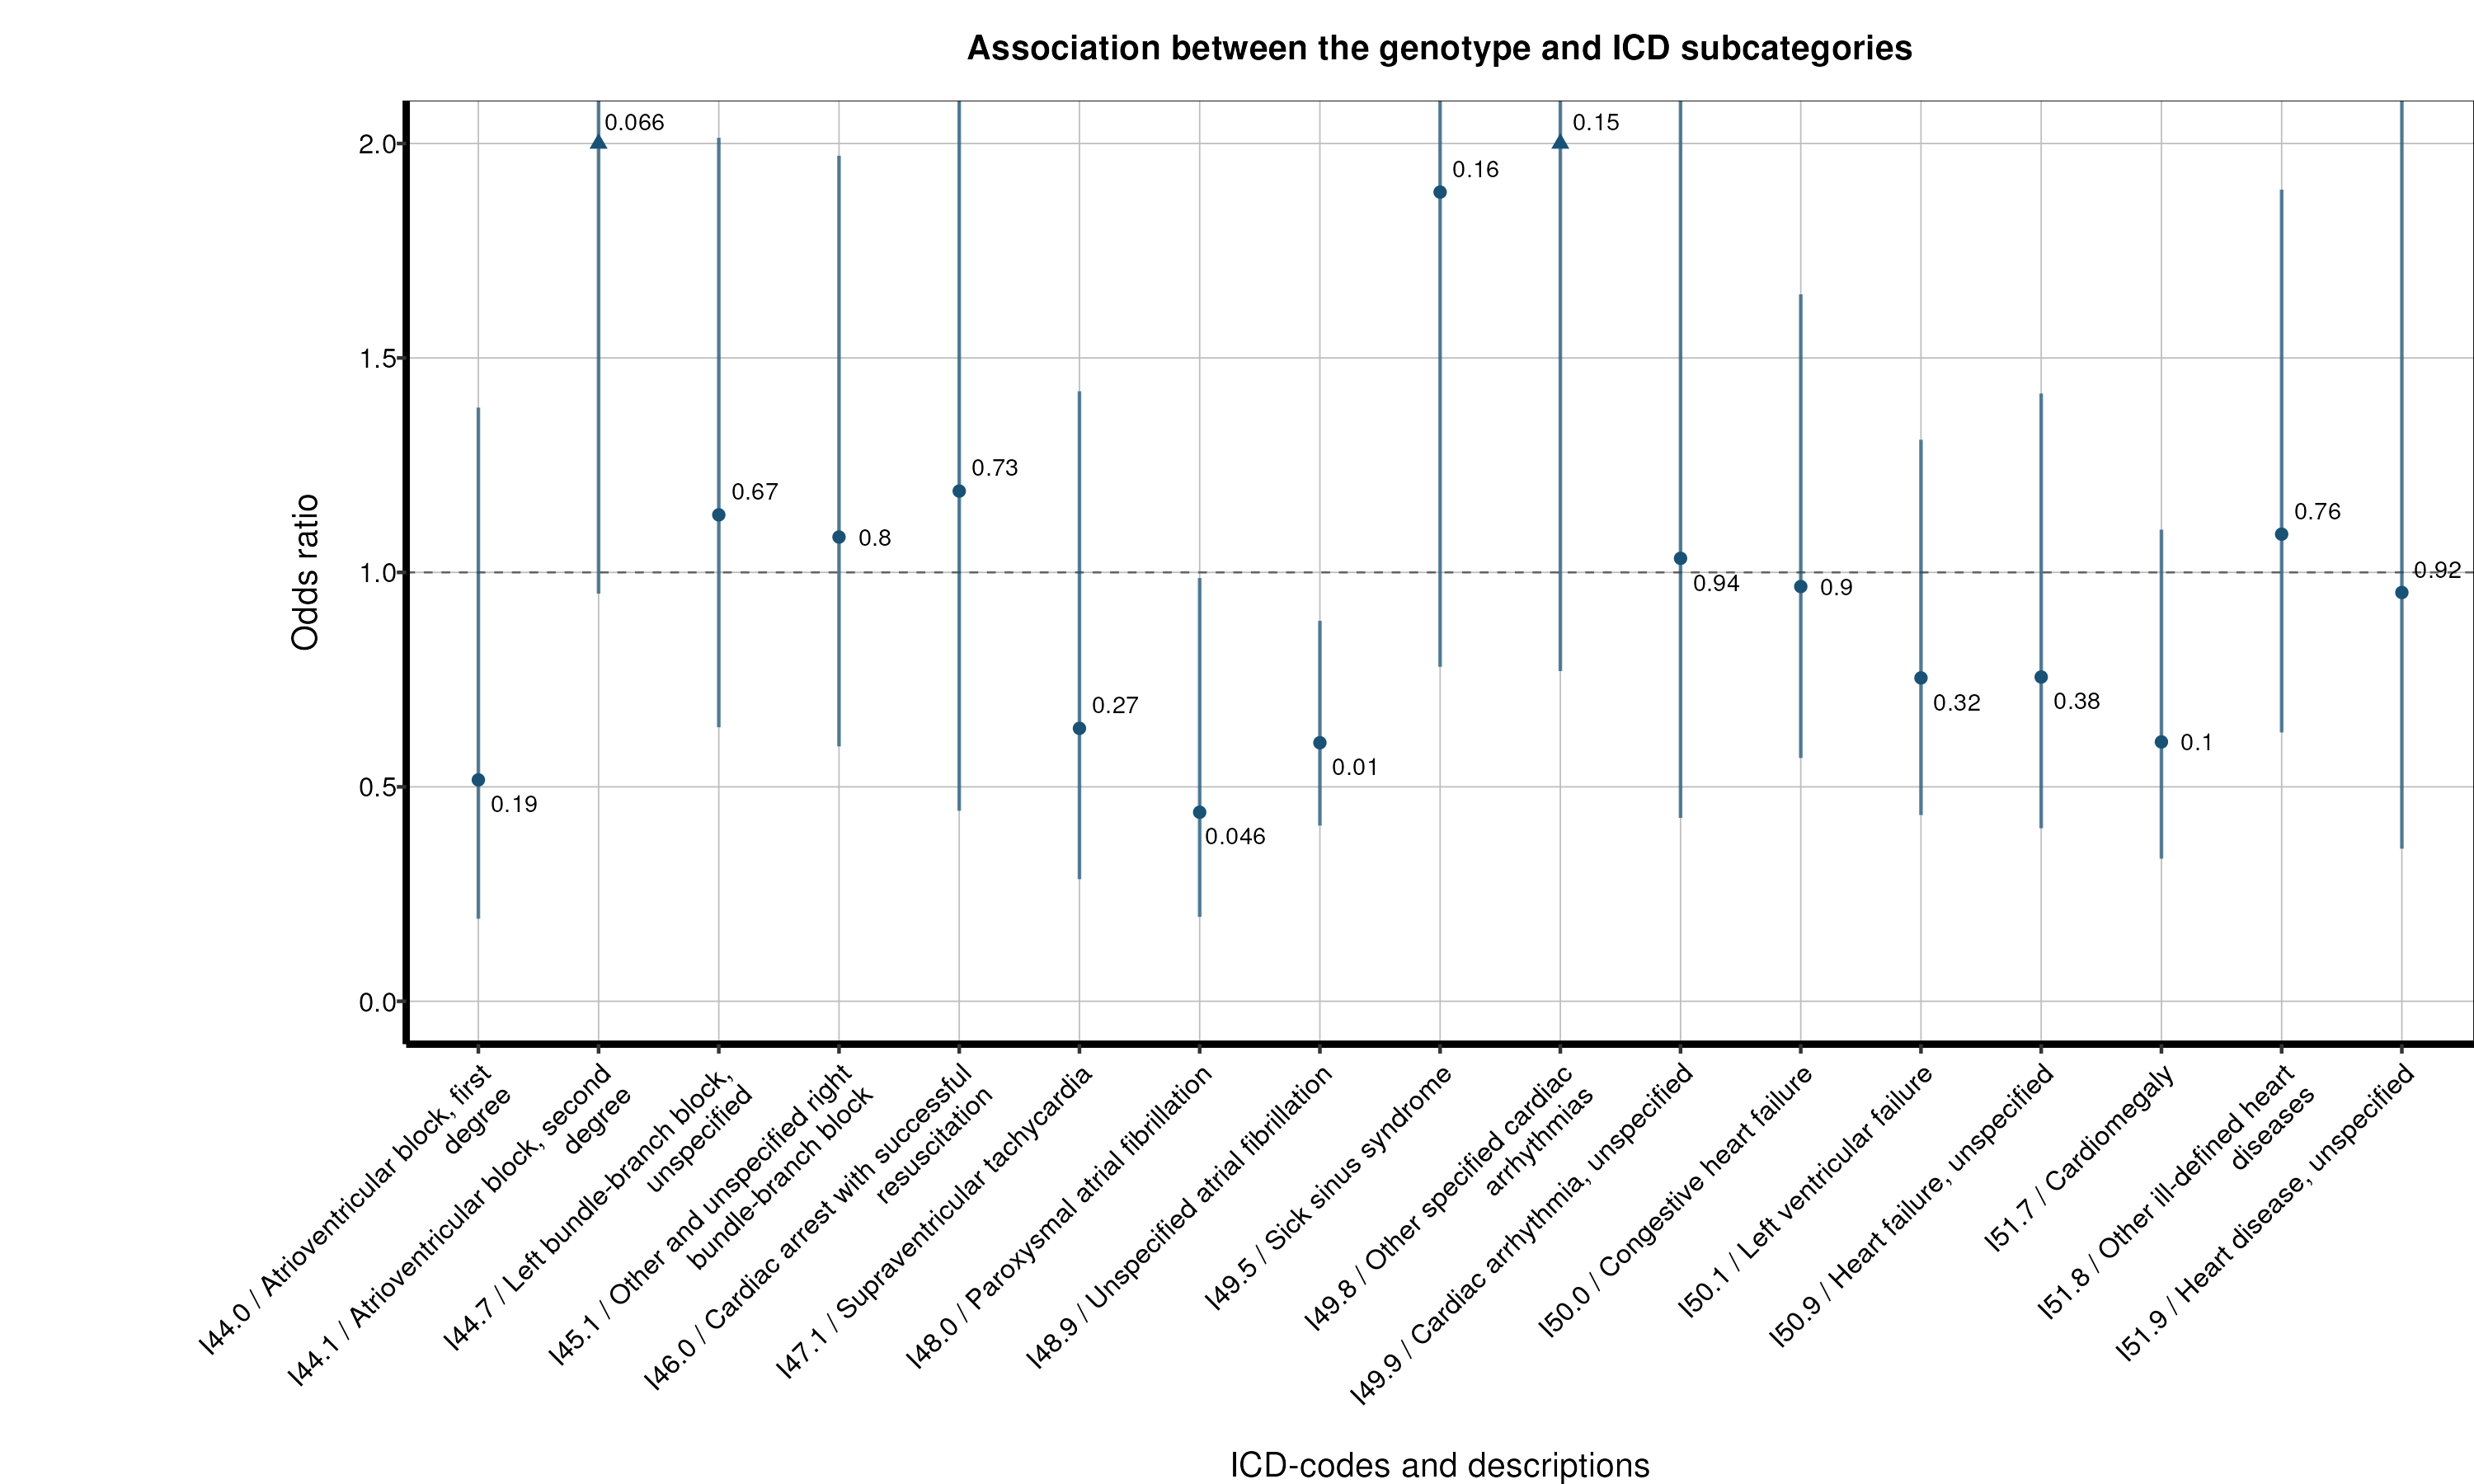 Association between the genotype and ICD subcategories
Odds ratio
2.0
1.5
1.0
0.5
0.0
0.19
0.066
0.67
0.8
0.73
0.27
0.046
0.01
0.16
0.15
0.94
0.9
0.32
0.38
0.1
0.76
0.92
I44.0 / Atrioventricular block, first
degree
I44.1 / Atrioventricular block, second
degree
I44.7 / Left bundle-branch block,
unspecified
I45.1 / Other and unspecified right
bundle-branch block
I46.0 / Cardiac arrest with successful
resuscitation
I47.1 / Supraventricular tachycardia
I48.0 / Paroxysmal atrial fibrillation
I48.9 / Unspecified atrial fibrillation
I49.5 / Sick sinus syndrome
I49.8 / Other specified cardiac
arrhythmias
I49.9 / Cardiac arrhythmia, unspecified
I50.0 / Congestive heart failure
I50.1 / Left ventricular failure
I50.9 / Heart failure, unspecified
I51.7 / Cardiomegaly
I51.8 / Other ill-defined heart
diseases
I51.9 / Heart disease, unspecified
ICD-codes and descriptions